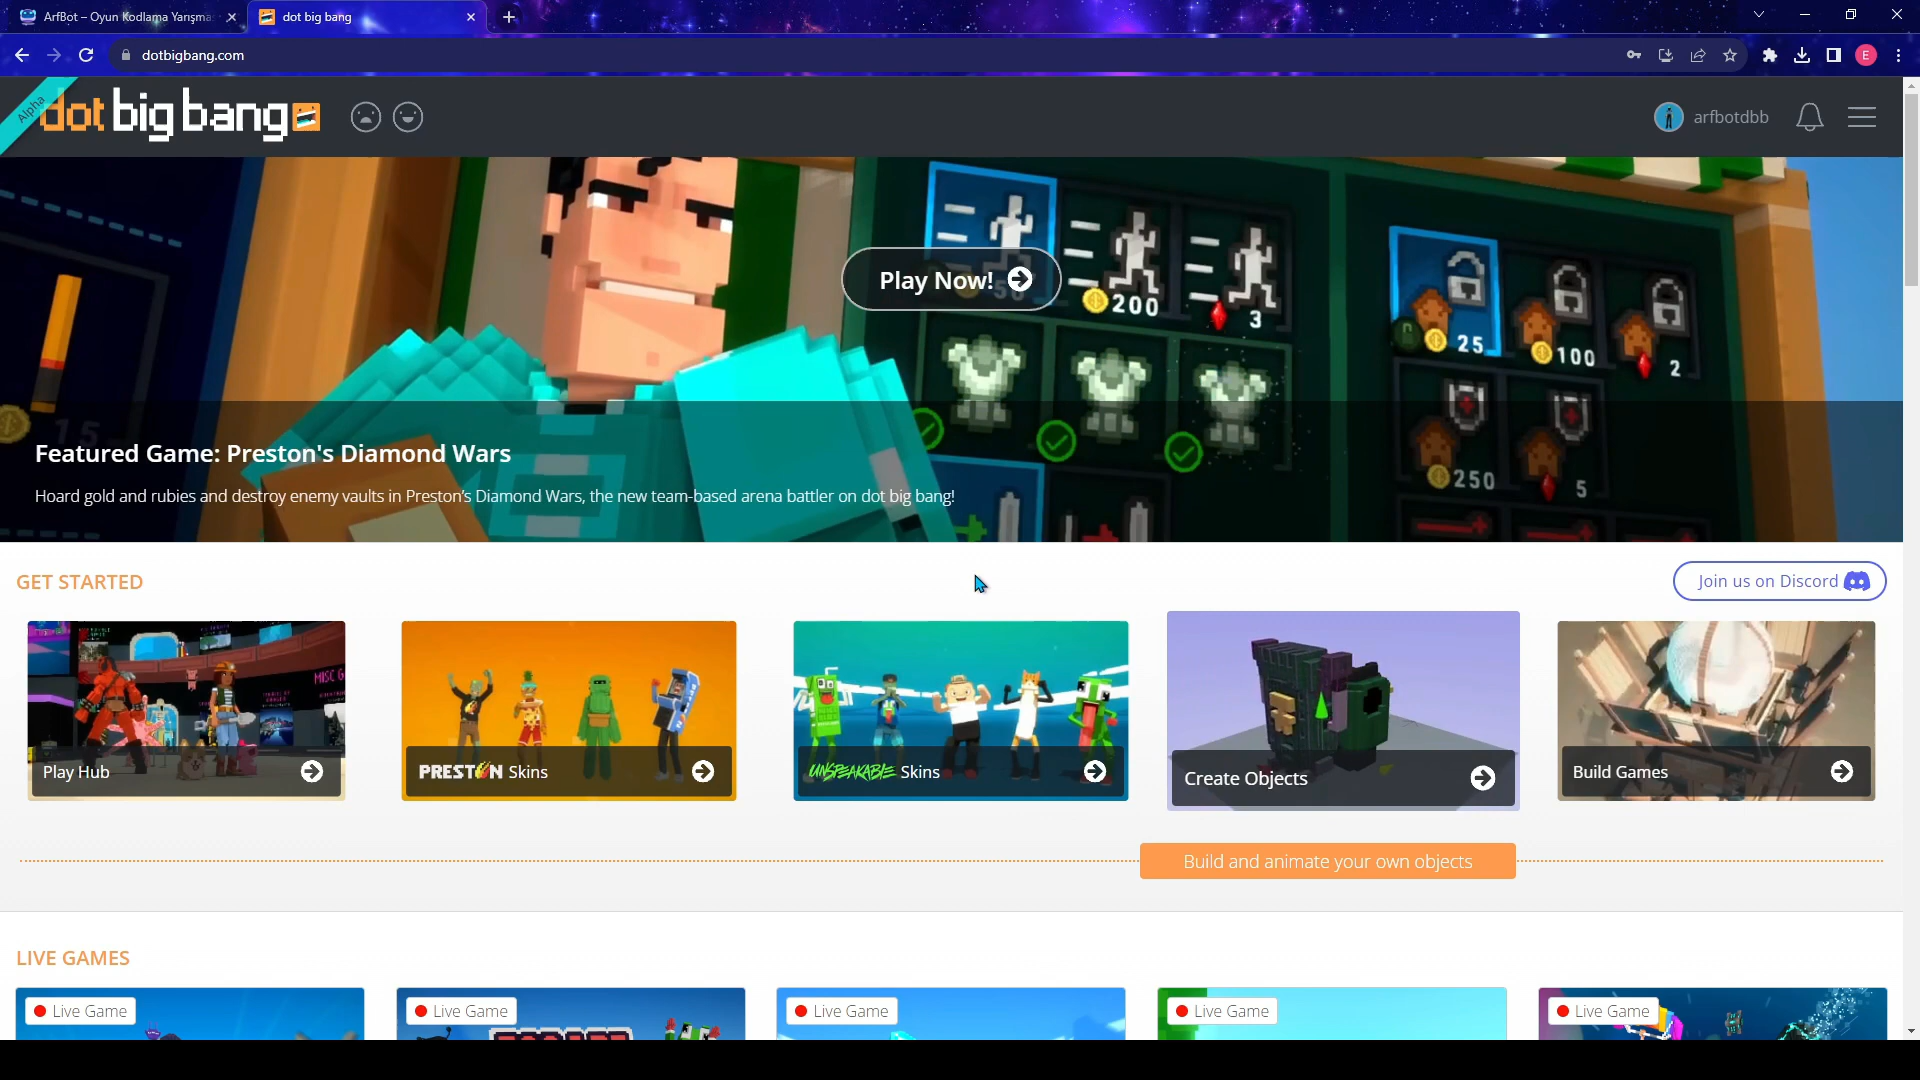 ArfBot – Oyun Kodlama Yarışma
dot big bang
dotbigbang.com
E
Alpha
dot big bang
arfbotdbb
Play Now!
50
200
3
25
100
2
15
250
5
Featured Game: Preston's Diamond Wars
Hoard gold and rubies and destroy enemy vaults in Preston's Diamond Wars, the new team-based arena battler on dot big bang!
GET STARTED
Join us on Discord
MISC G
Play Hub
PRESTON Skins
UNSPEAKABLE Skins
Create Objects
Build Games
Build and animate your own objects
LIVE GAMES
Live Game
Live Game
Live Game
Live Game
Live Game